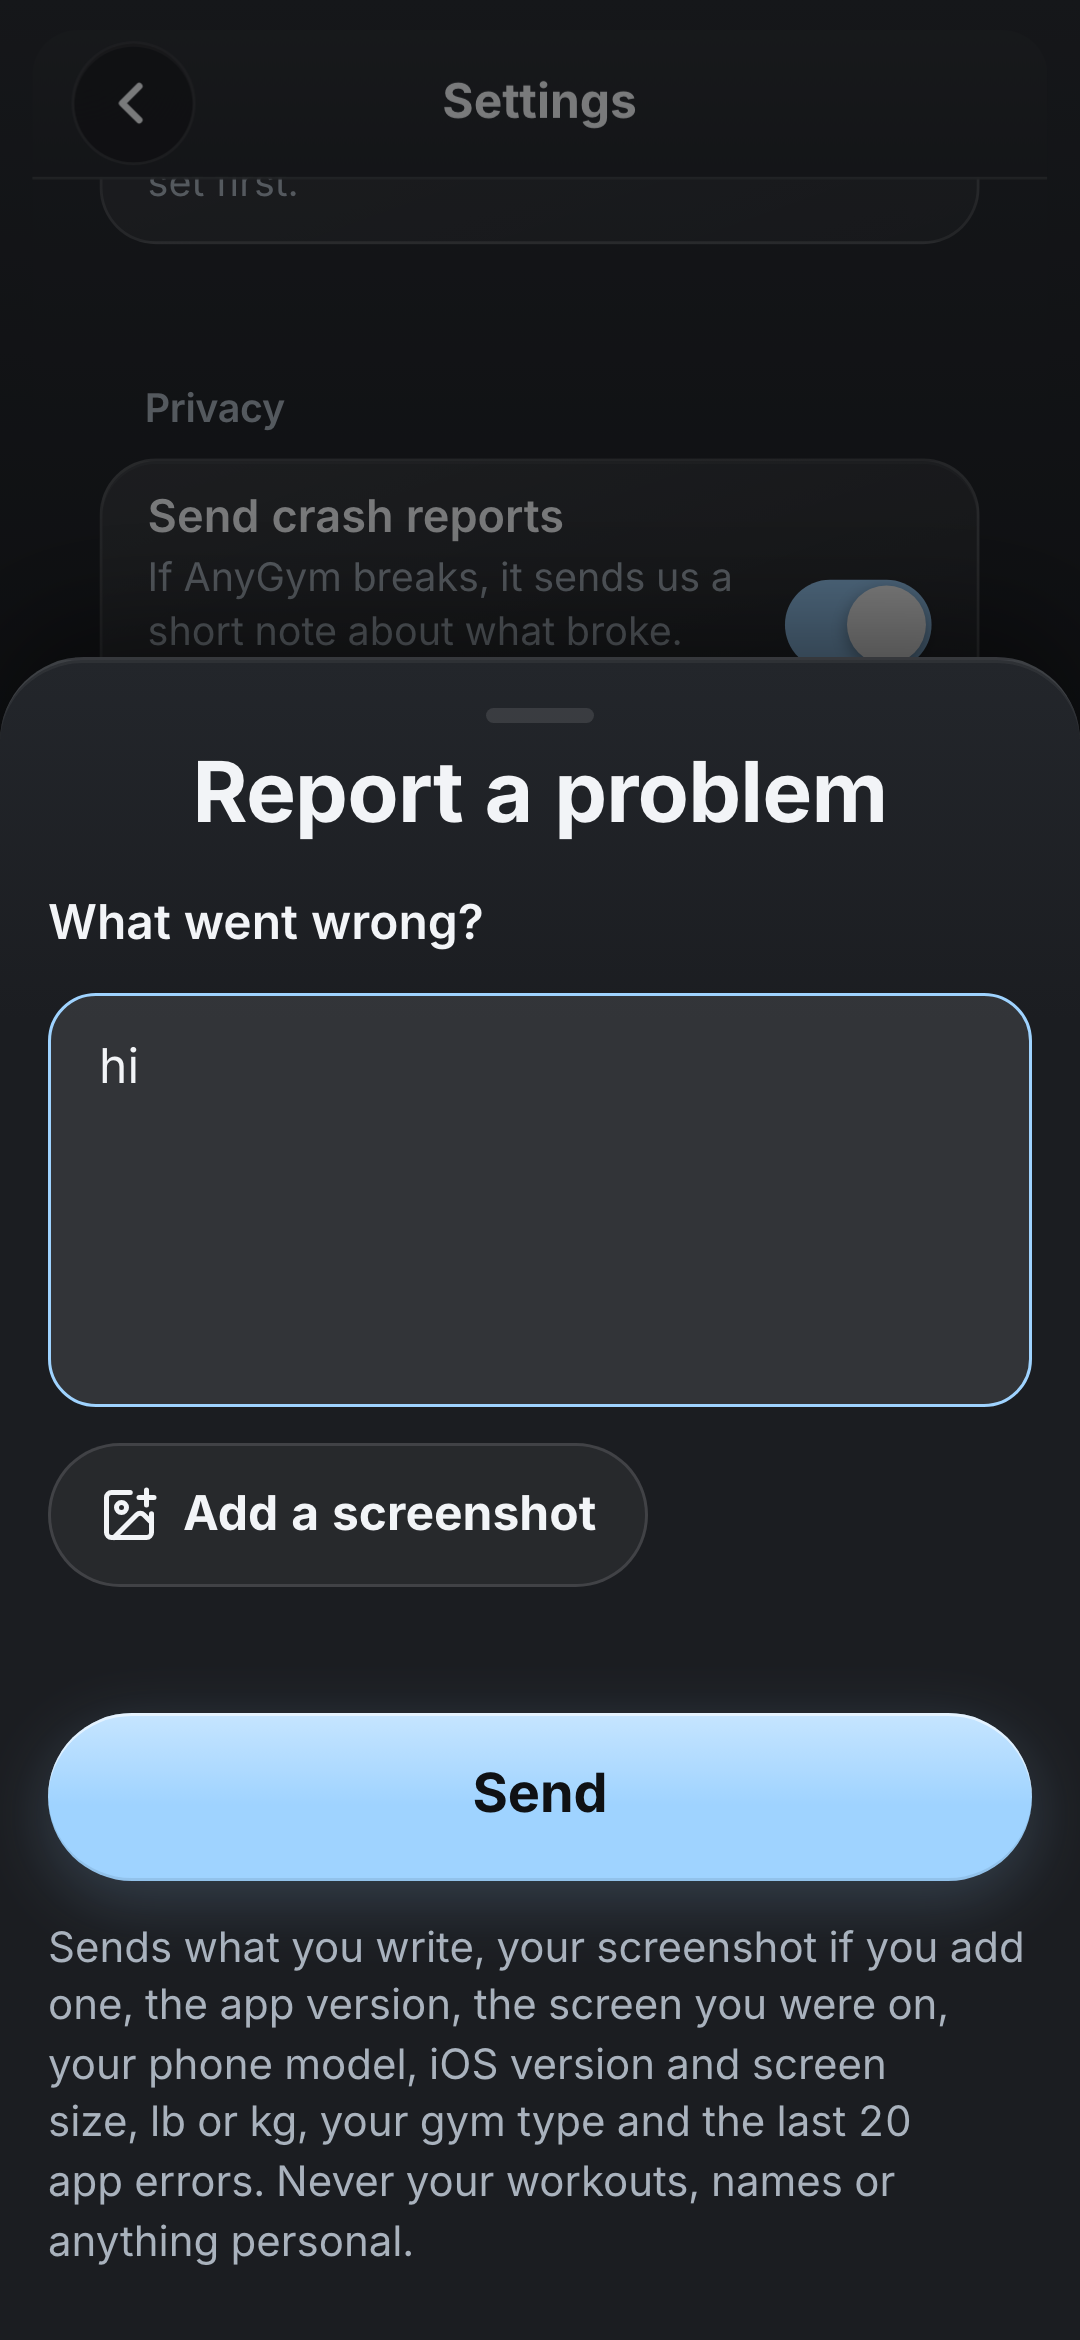 Settings
set first.
Privacy
Send crash reports
If AnyGym breaks, it sends us a
short note about what broke.
Report a problem
What went wrong?
hi
Add a screenshot
Send
Sends what you write, your screenshot if you add
one, the app version, the screen you were on,
your phone model, iOS version and screen
size, lb or kg, your gym type and the last 20
app errors. Never your workouts, names or
anything personal.